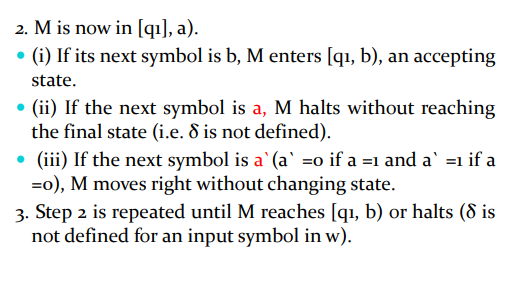 2. M is now in [q1], a).
• (i) If its next symbol is b, M enters [q1, b), an accepting
state.
• (ii) If the next symbol is a, M halts without reaching
the final state (i.e. δ is not defined).
• (iii) If the next symbol is a` (a` =0 if a =1 and a` =1 if a
=0), M moves right without changing state.
3. Step 2 is repeated until M reaches [q1, b) or halts (δ is
not defined for an input symbol in w).